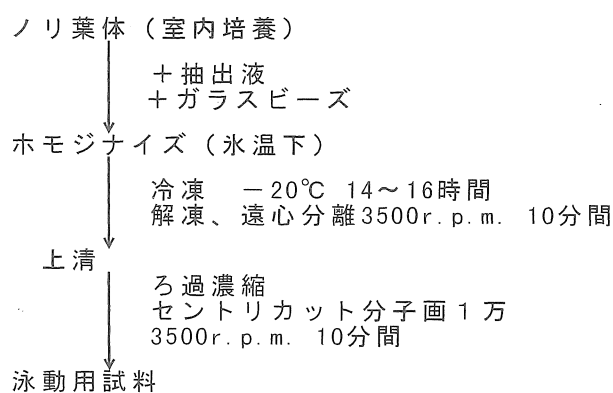 ノリ葉体（室内培養）
＋抽出液
＋ガラスビーズ
ホモジナイズ（氷温下）
冷凍　－20℃ 14～16時間
解凍、遠心分離3500r.p.m. 10分間
上清
ろ過濃縮
セントリカット分子画１万
3500r.p.m. 10分間
泳動用試料